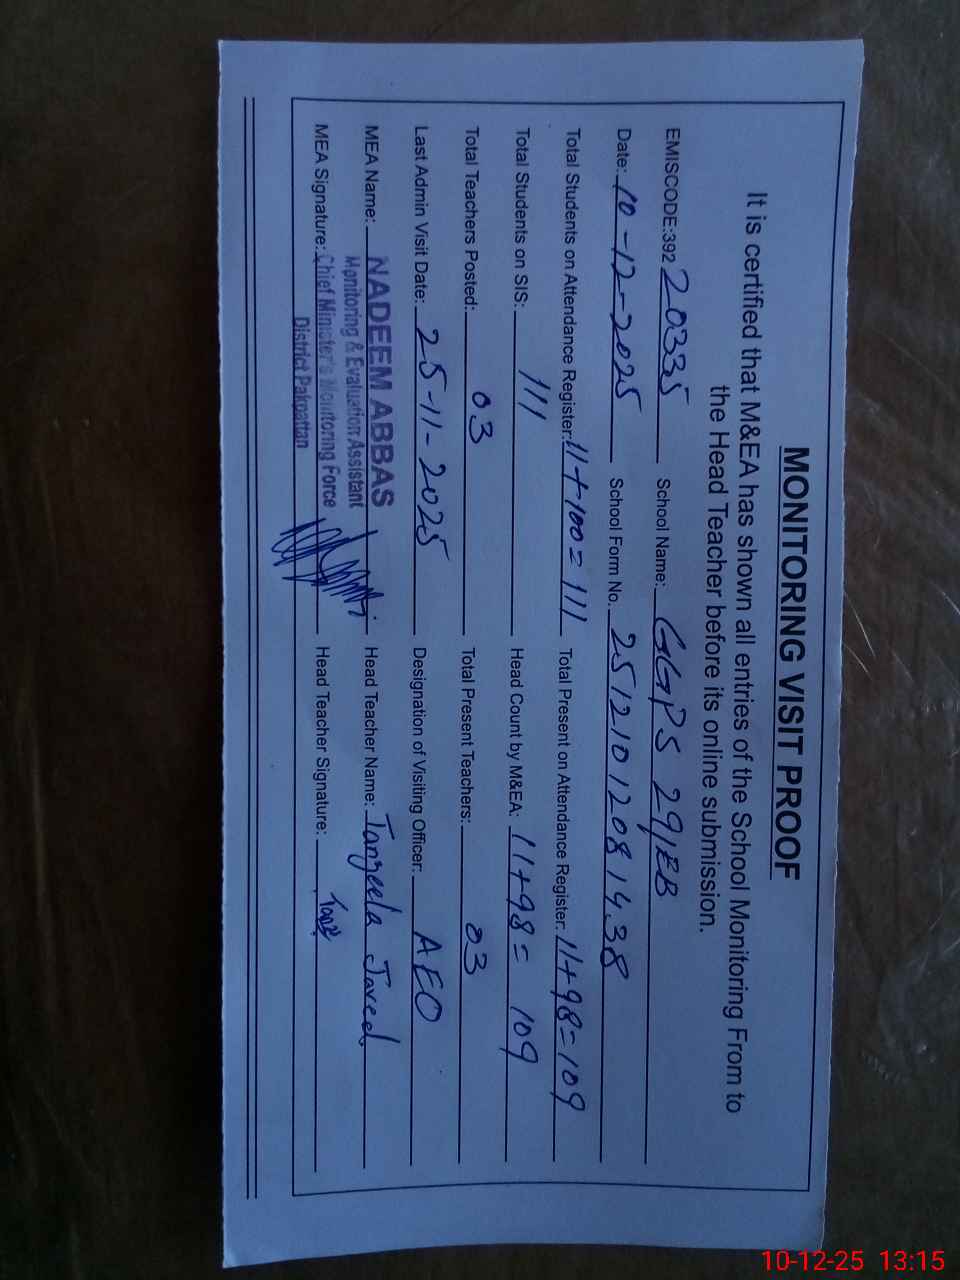 MONITORING VISIT PROOF
It is certified that M&EA has shown all entries of the School Monitoring From to
the Head Teacher before its online submission.
EMISCODE:392 20335 School Name: GGPS 29/EB
Date: 10-12-2025 School Form No. 2512101208 1438
Total Students on Attendance Register: 11+100=111 Total Present on Attendance Register: 11+98=109
Total Students on SIS: 111 Head Count by M&EA: 11+98= 109
Total Teachers Posted: 03 Total Present Teachers: 03
Last Admin Visit Date: 25-11-2025 Designation of Visiting Officer: AEO
MEA Name: NADEEM ABBAS Head Teacher Name: Tanzeela Javed
Monitoring & Evaluation Assistant
MEA Signature: Chief Minister's Monitoring Force Head Teacher Signature:
District Pakpattan
10-12-25 13:15